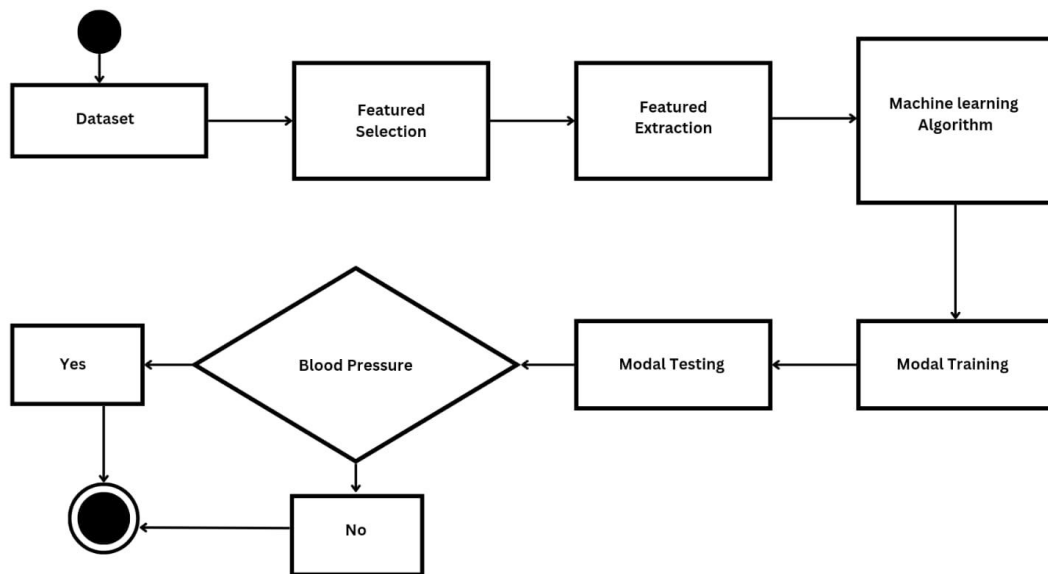 Dataset
Featured
Selection
Featured
Extraction
Machine learning
Algorithm
Yes
Blood Pressure
Modal Testing
Modal Training
No